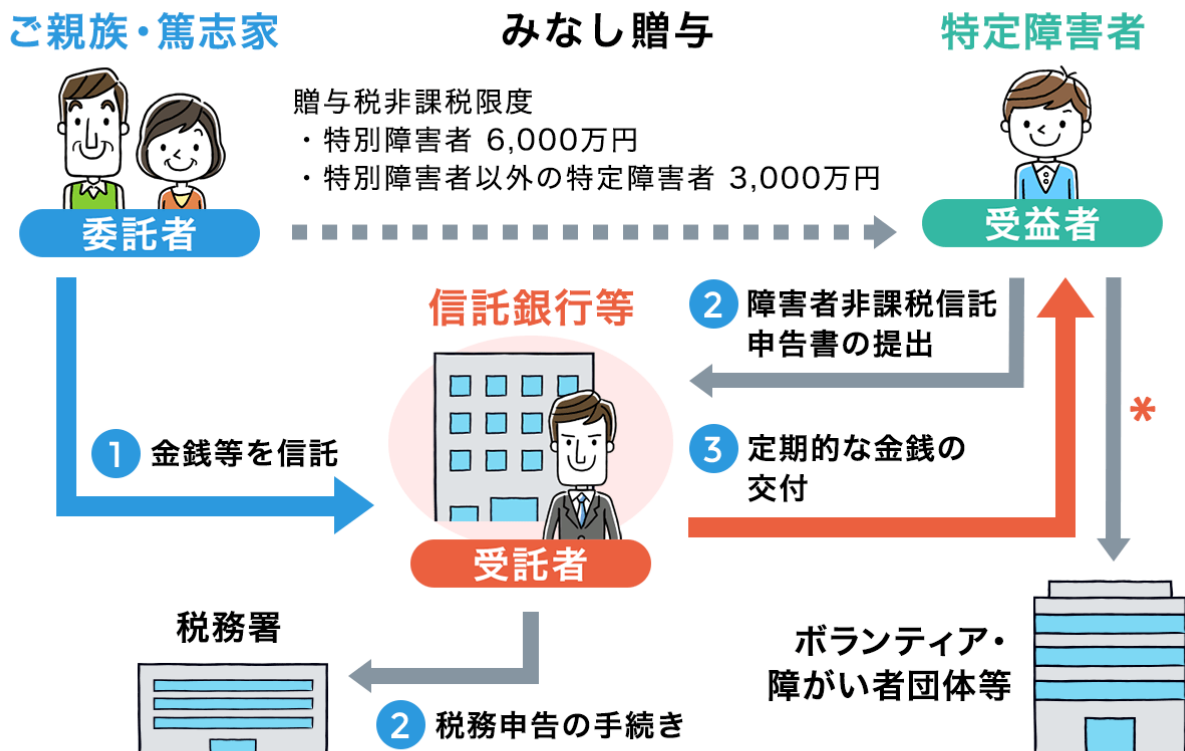 ご親族・篤志家
みなし贈与
特定障害者
贈与税非課税限度
・特別障害者 6,000万円
・特別障害者以外の特定障害者 3,000万円
委託者
受益者
信託銀行等
2 障害者非課税信託
申告書の提出
1 金銭等を信託
3 定期的な金銭の
交付
*
受託者
税務署
ボランティア・
障がい者団体等
2 税務申告の手続き